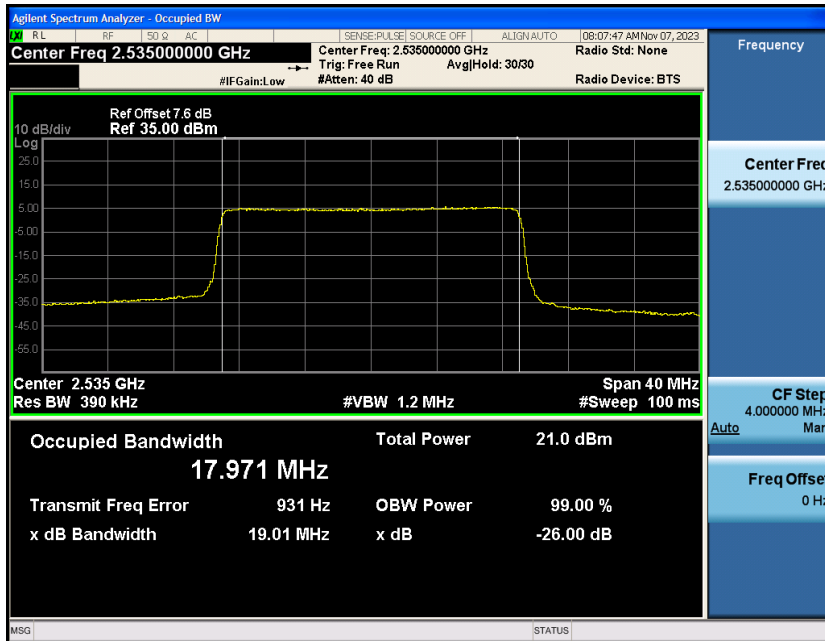 Agilent Spectrum Analyzer - Occupied BW
LXI RL RF 50 Ω AC SENSE:PULSE SOURCE OFF ALIGN AUTO 08:07:47 AM Nov 07, 2023
Center Freq 2.535000000 GHz
Center Freq: 2.535000000 GHz
Radio Std: None
Trig: Free Run
Avg|Hold: 30/30
#IFGain:Low
#Atten: 40 dB
Radio Device: BTS
Ref Offset 7.6 dB
10 dB/div
Ref 35.00 dBm
Log
25.0
15.0
5.00
-5.00
-15.0
-25.0
-35.0
-45.0
-55.0
Center 2.535 GHz
Span 40 MHz
Res BW 390 kHz
#VBW 1.2 MHz
#Sweep 100 ms
Occupied Bandwidth
Total Power 21.0 dBm
17.971 MHz
Transmit Freq Error 931 Hz
OBW Power 99.00 %
x dB Bandwidth 19.01 MHz
x dB -26.00 dB
MSG
STATUS
Frequency
Center Freq
2.535000000 GHz
CF Step
4.000000 MHz
Auto Man
Freq Offset
0 Hz